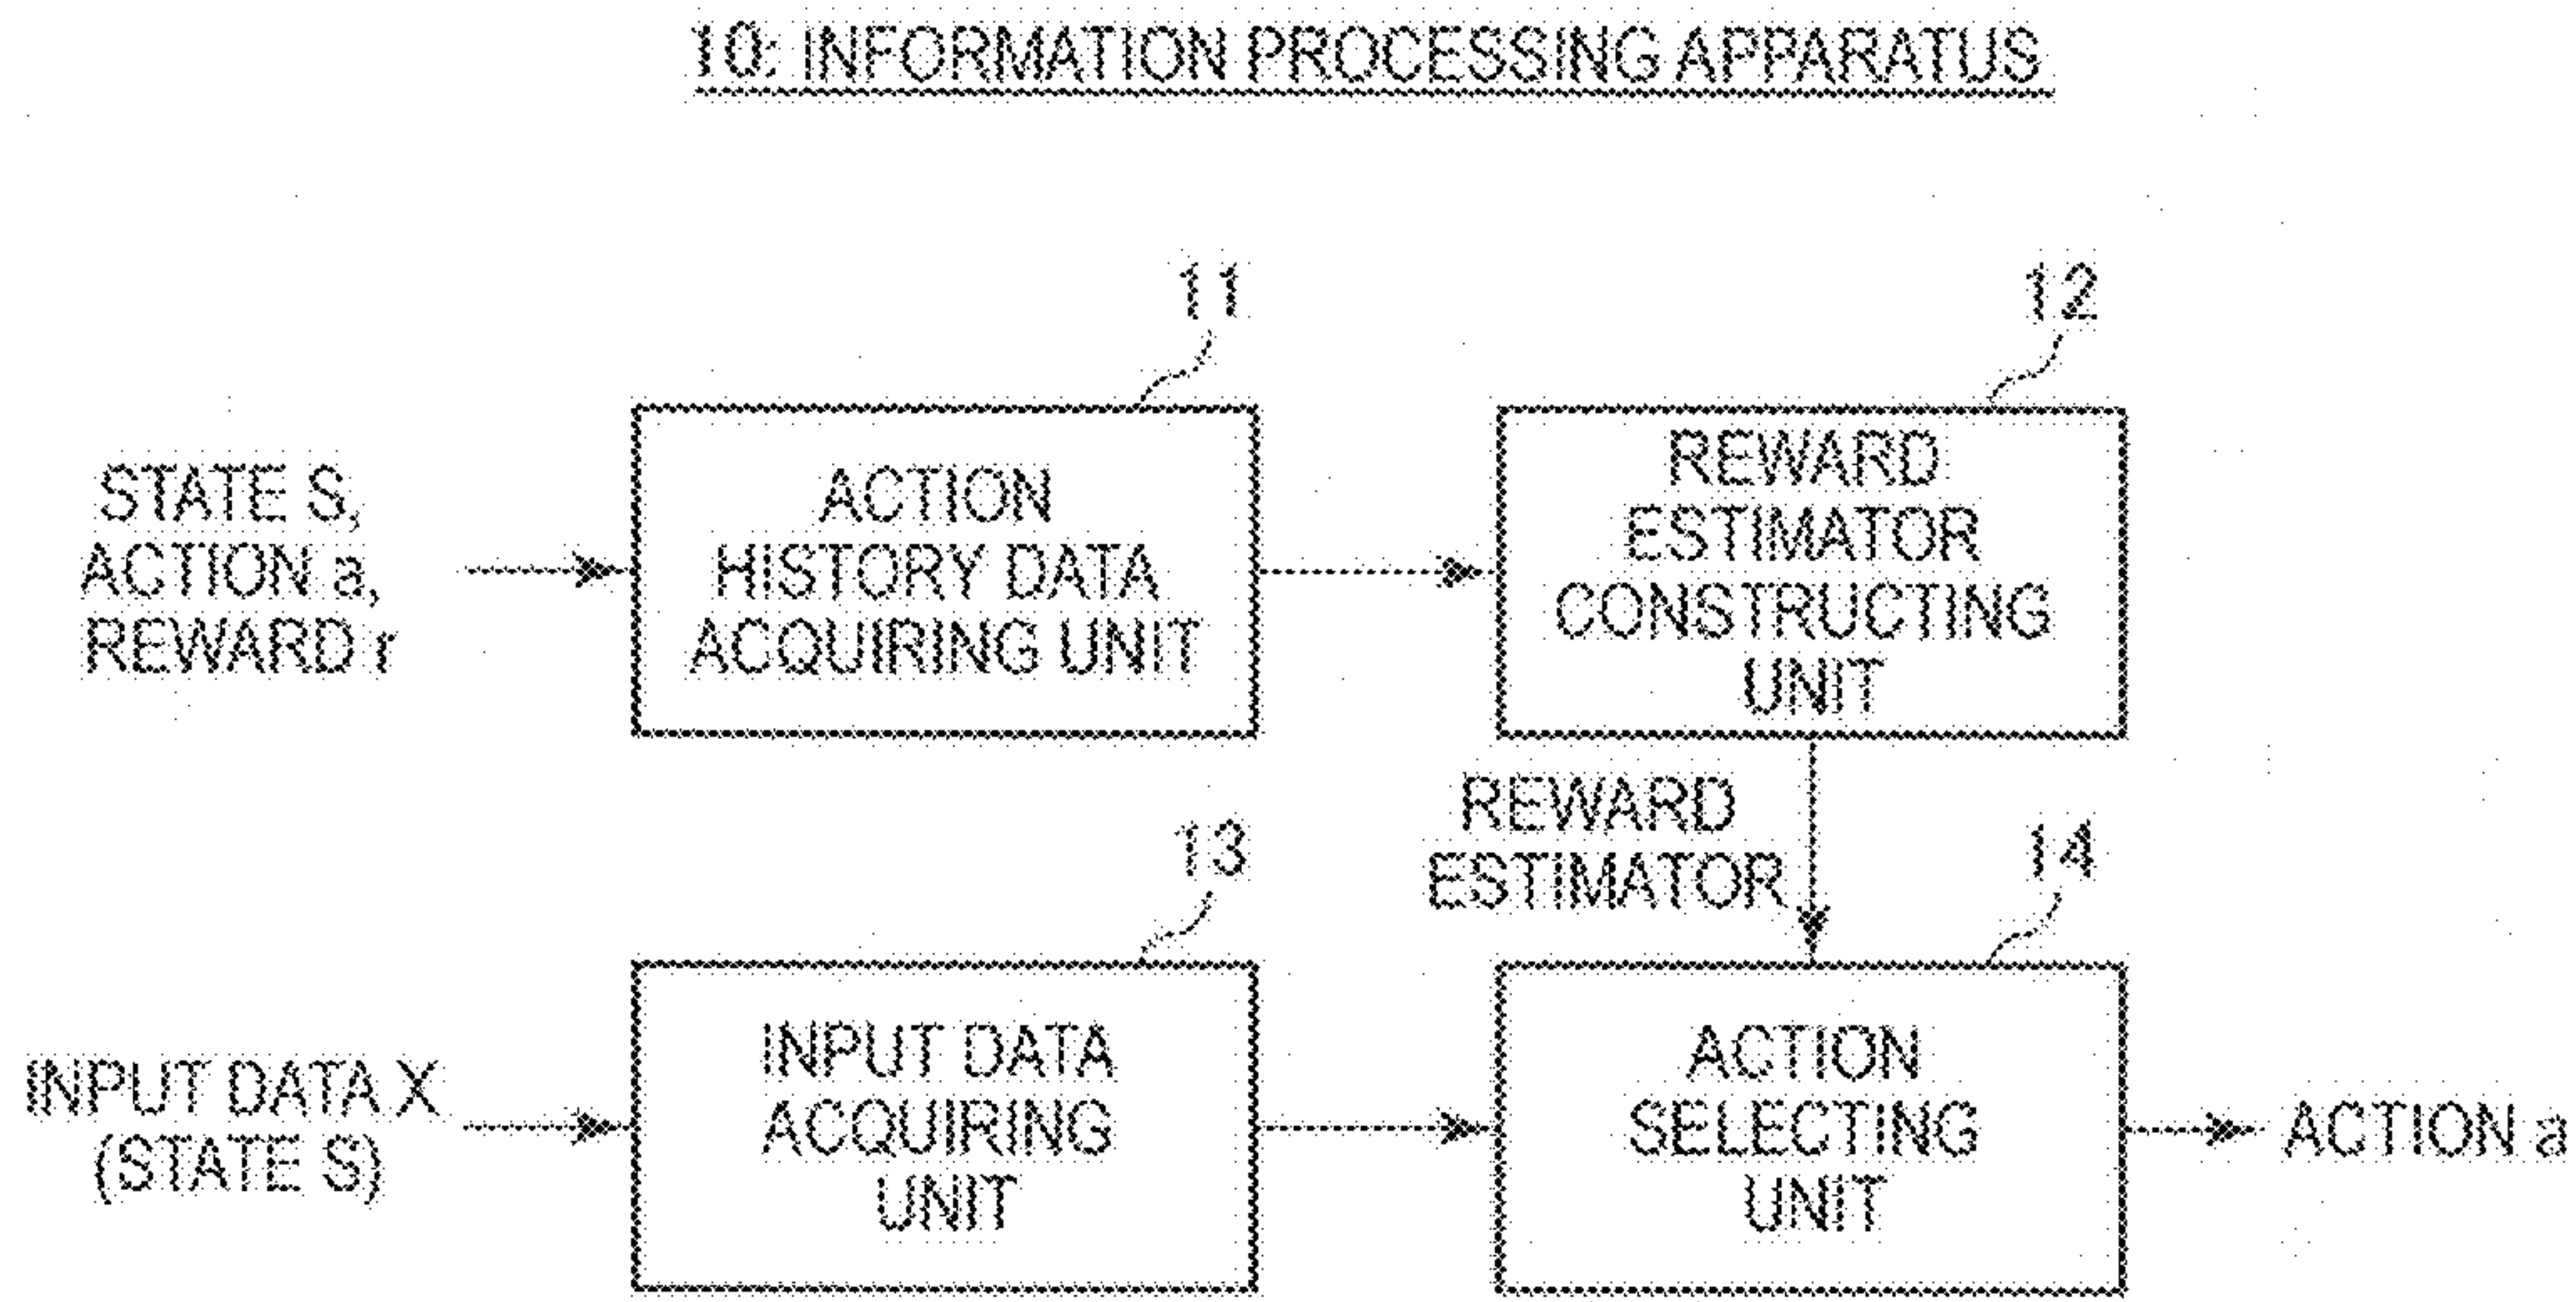 10: INFORMATION PROCESSING APPARATUS
11
12
STATE S,
ACTION a,
REWARD r
ACTION
HISTORY DATA
ACQUIRING UNIT
REWARD
ESTIMATOR
CONSTRUCTING
UNIT
REWARD
ESTIMATOR
13
14
INPUT DATA X
(STATE S)
INPUT DATA
ACQUIRING
UNIT
ACTION
SELECTING
UNIT
ACTION a